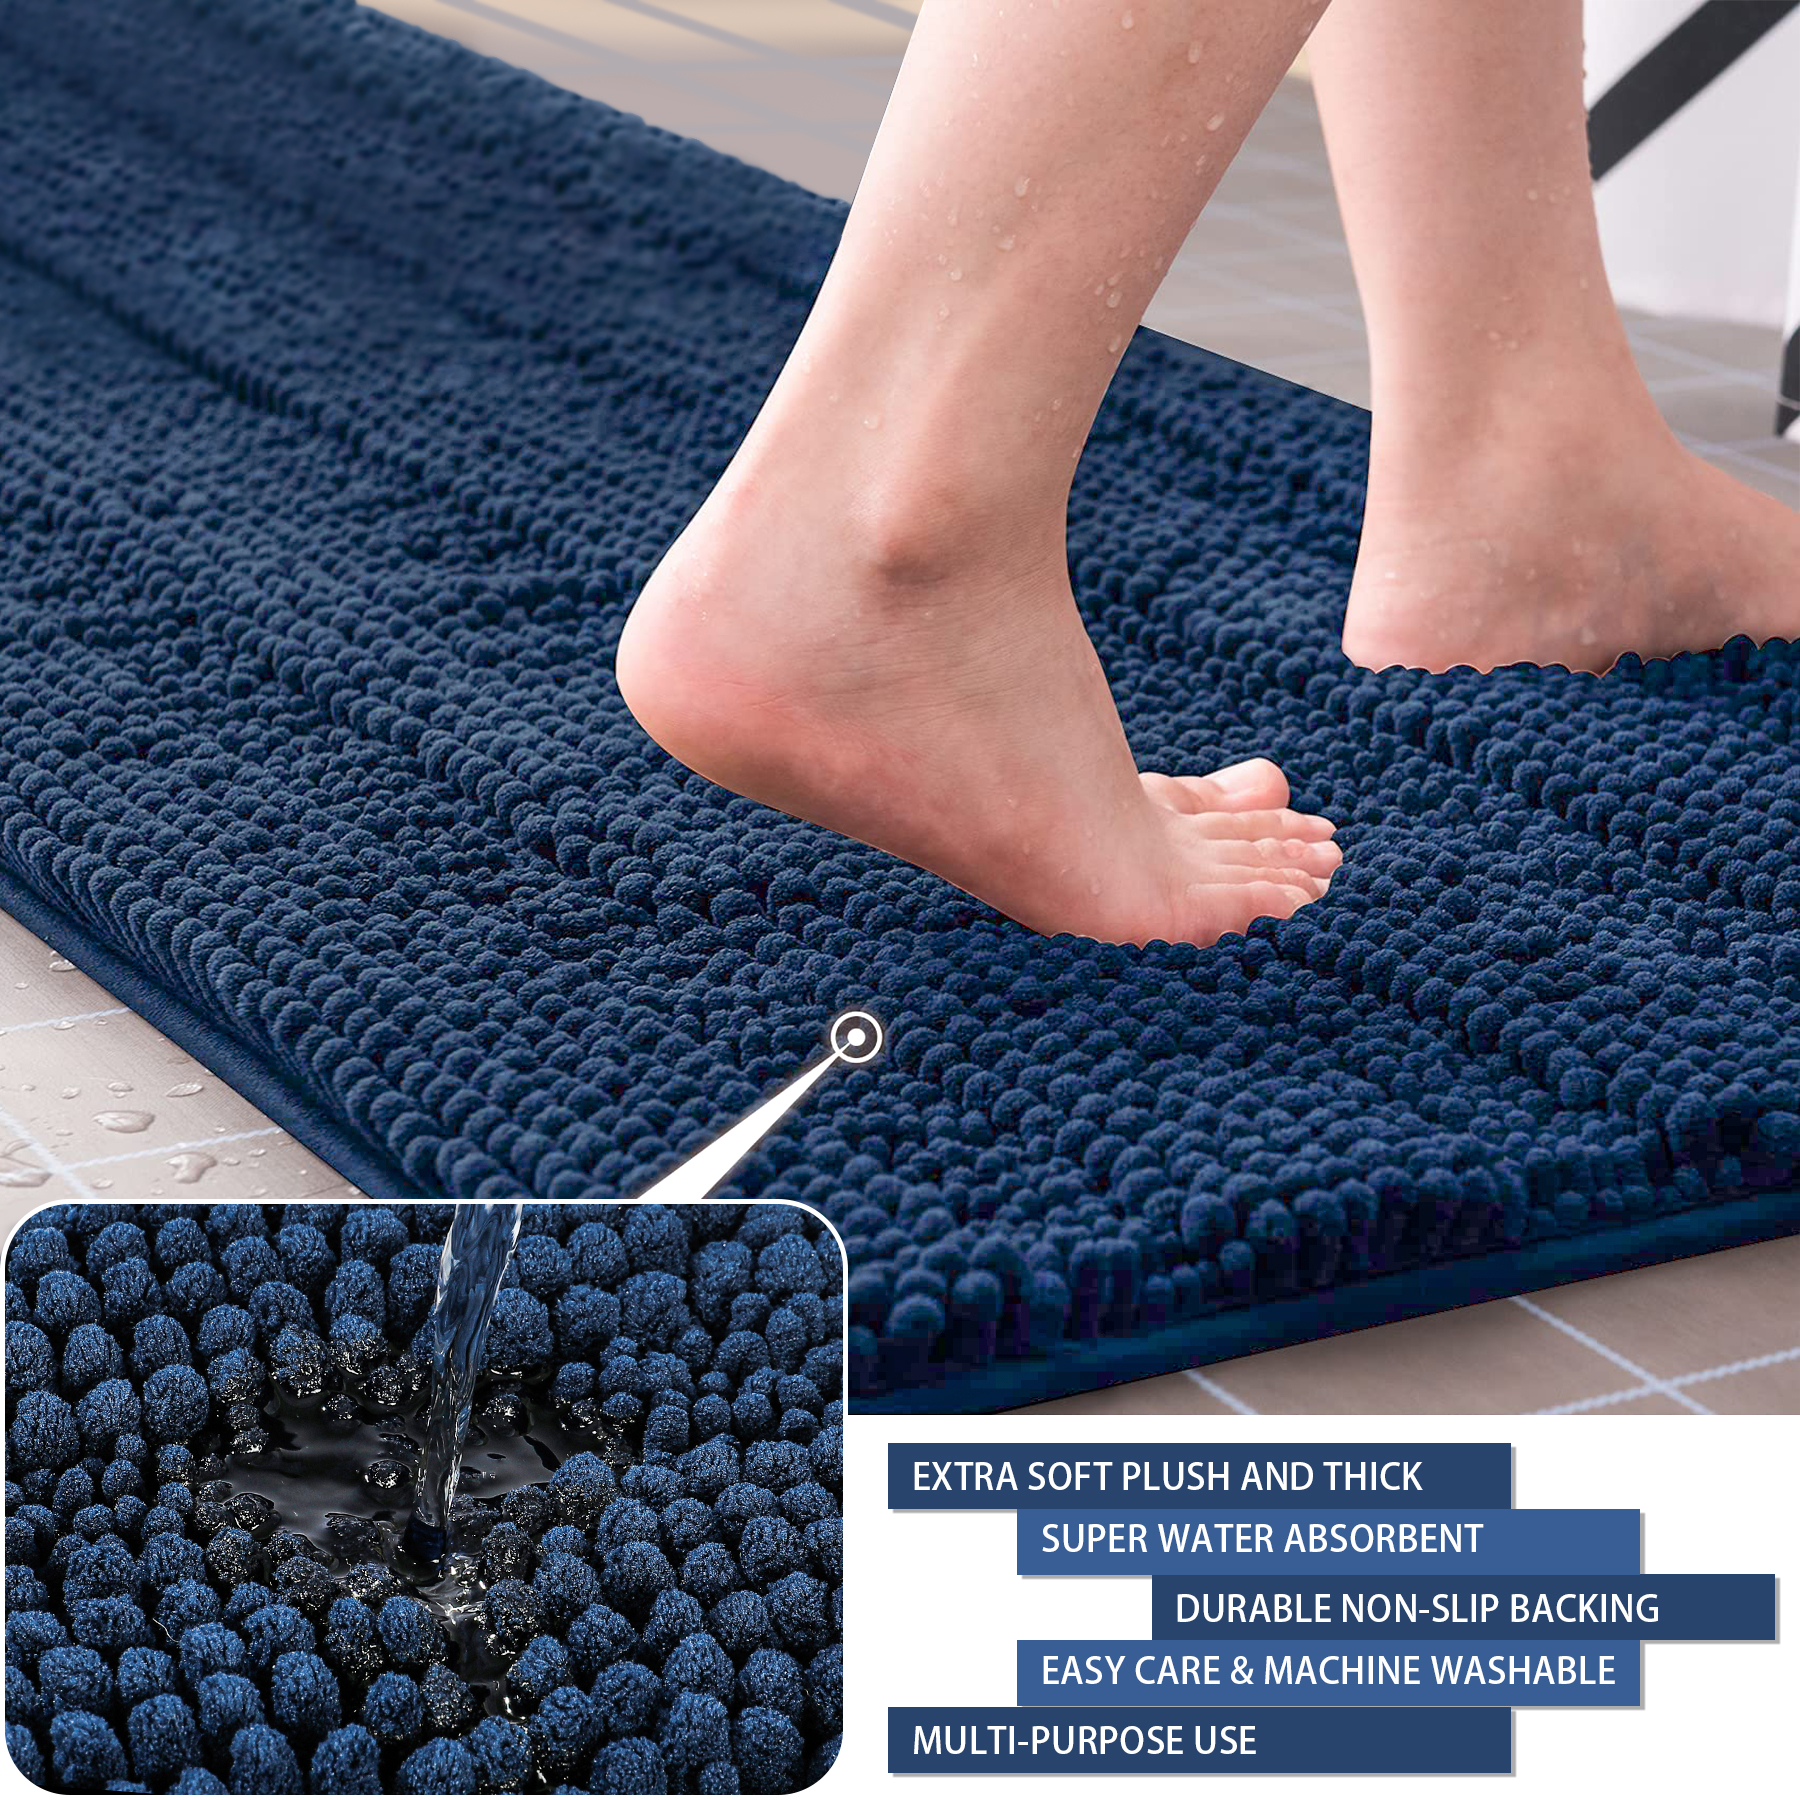 EXTRA SOFT PLUSH AND THICK
SUPER WATER ABSORBENT
DURABLE NON-SLIP BACKING
EASY CARE & MACHINE WASHABLE
MULTI-PURPOSE USE